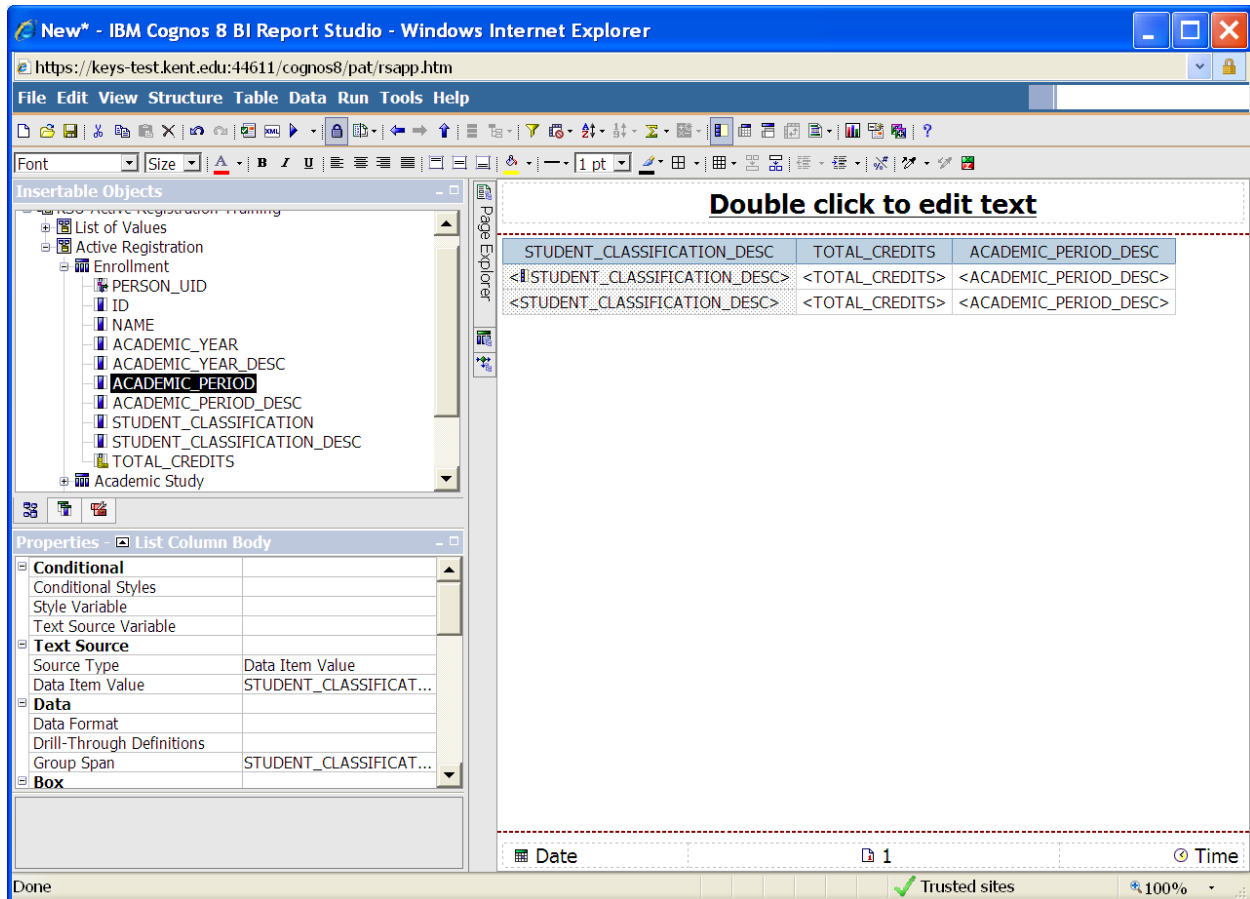 New* - IBM Cognos 8 BI Report Studio - Windows Internet Explorer
https://keys-test.kent.edu:44611/cognos8/pat/rsapp.htm
File Edit View Structure Table Data Run Tools Help
Font Size A B I U 1 pt
Insertable Objects
List of Values
Active Registration
Enrollment
PERSON_UID
ID
NAME
ACADEMIC_YEAR
ACADEMIC_YEAR_DESC
ACADEMIC_PERIOD
ACADEMIC_PERIOD_DESC
STUDENT_CLASSIFICATION
STUDENT_CLASSIFICATION_DESC
TOTAL_CREDITS
Academic Study
Properties - List Column Body
Conditional
Conditional Styles
Style Variable
Text Source Variable
Text Source
Source Type Data Item Value
Data Item Value STUDENT_CLASSIFICAT...
Data
Data Format
Drill-Through Definitions
Group Span STUDENT_CLASSIFICAT...
Box
Page Explorer
Double click to edit text
STUDENT_CLASSIFICATION_DESC TOTAL_CREDITS ACADEMIC_PERIOD_DESC
<STUDENT_CLASSIFICATION_DESC> <TOTAL_CREDITS> <ACADEMIC_PERIOD_DESC>
<STUDENT_CLASSIFICATION_DESC> <TOTAL_CREDITS> <ACADEMIC_PERIOD_DESC>
Date 1 Time
Done Trusted sites 100%